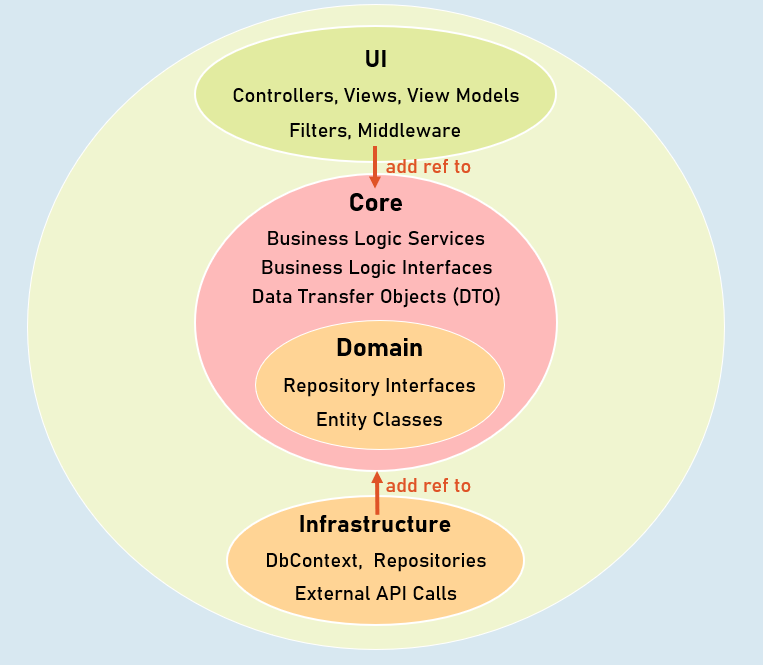 UI
Controllers, Views, View Models
Filters, Middleware
add ref to
Core
Business Logic Services
Business Logic Interfaces
Data Transfer Objects (DTO)
Domain
Repository Interfaces
Entity Classes
add ref to
Infrastructure
DbContext, Repositories
External API Calls